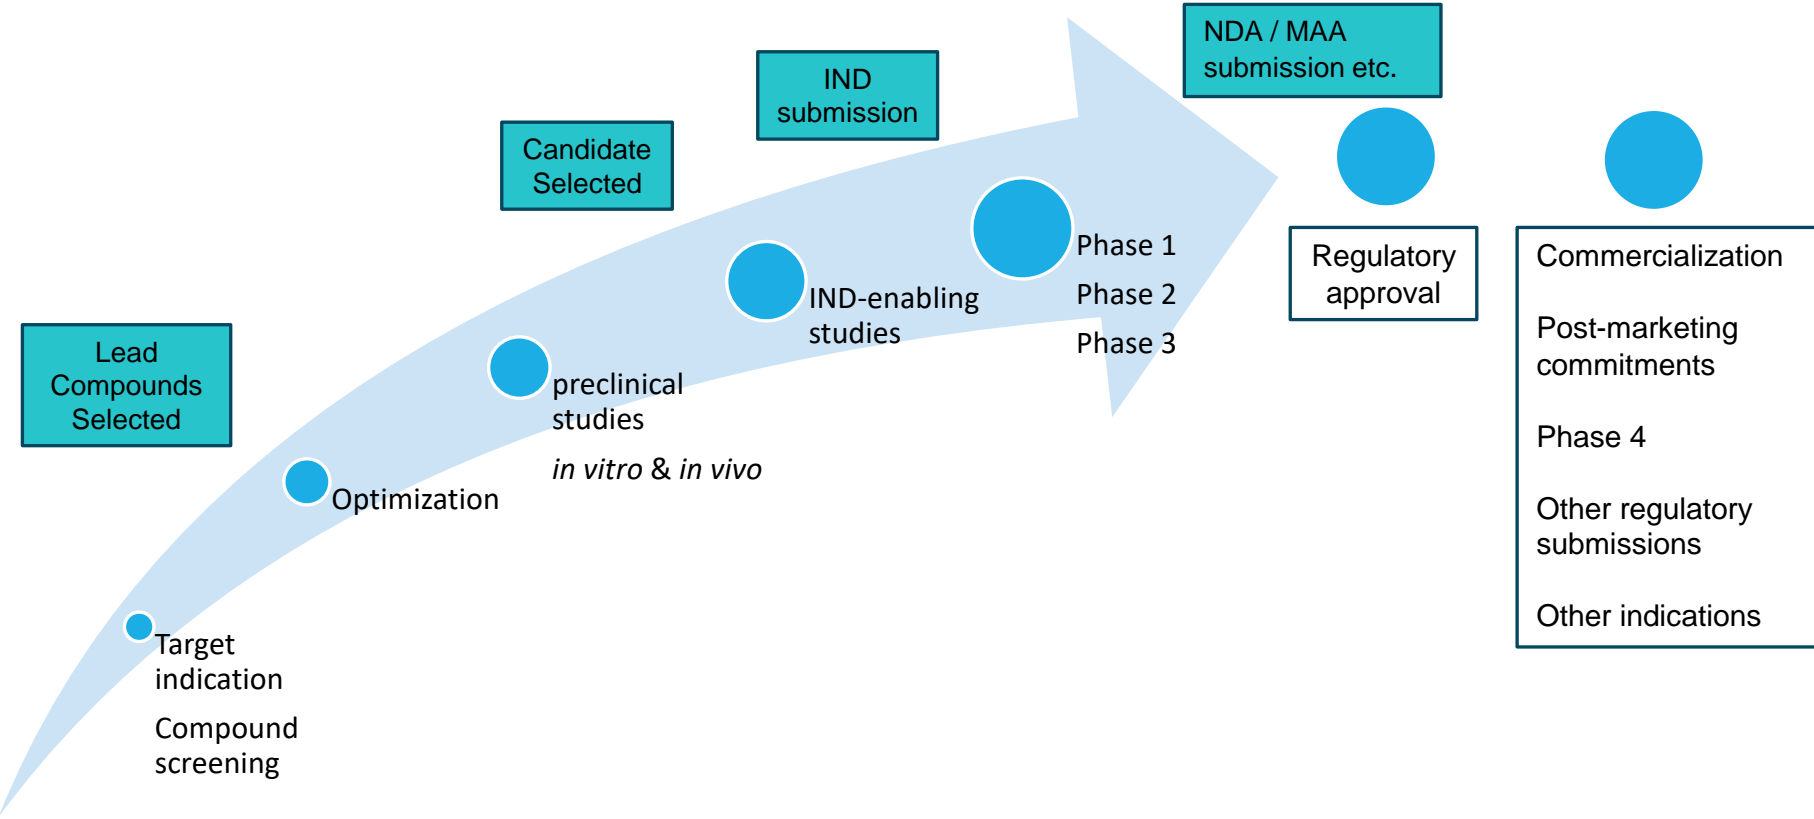 Lead
Compounds
Selected
Candidate
Selected
IND
submission
NDA / MAA
submission etc.
Target
indication
Compound
screening
Optimization
preclinical
studies
in vitro & in vivo
IND-enabling
studies
Phase 1
Phase 2
Phase 3
Regulatory
approval
Commercialization
Post-marketing
commitments
Phase 4
Other regulatory
submissions
Other indications